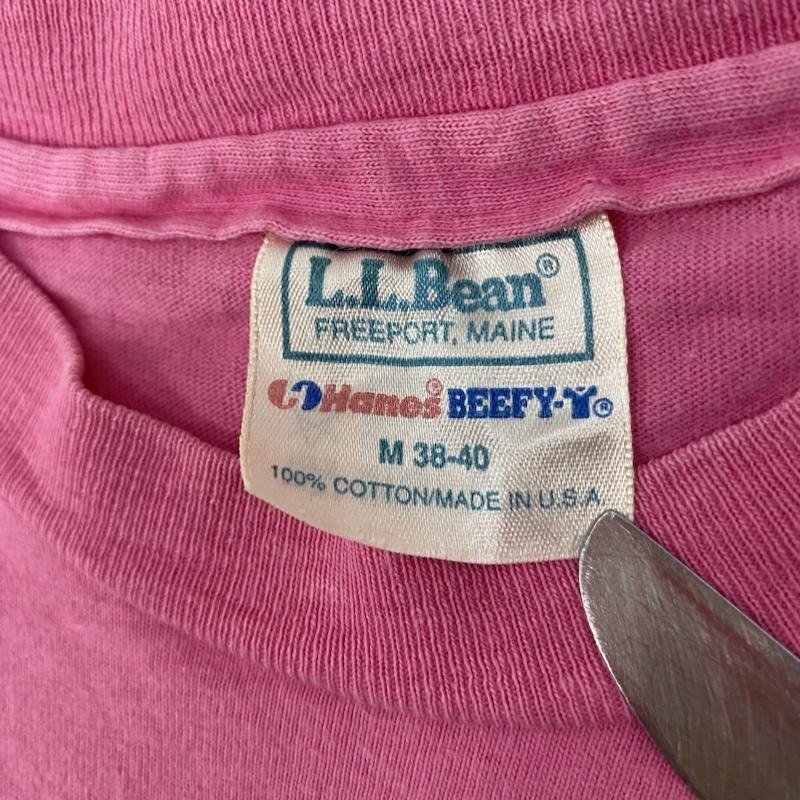 L.L.Bean®
FREEPORT, MAINE
Hanes® BEEFY-T®
M 38-40
100% COTTON/MADE IN U.S.A.